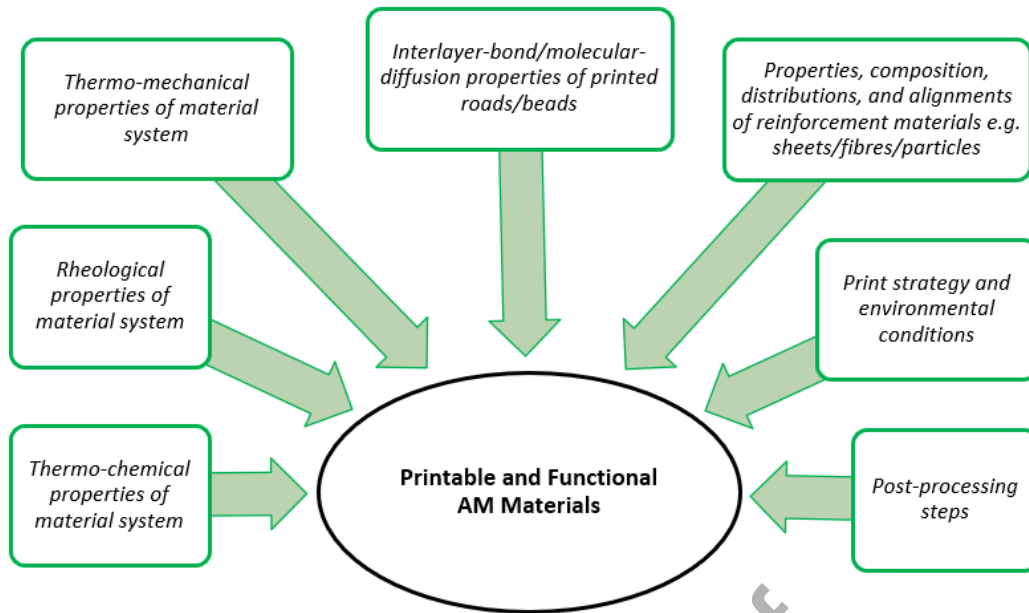 Thermo-mechanical
properties of material
system
Interlayer-bond/molecular-
diffusion properties of printed
roads/beads
Properties, composition,
distributions, and alignments
of reinforcement materials e.g.
sheets/fibres/particles
Rheological
properties of
material system
Print strategy and
environmental
conditions
Thermo-chemical
properties of
material system
Printable and Functional
AM Materials
Post-processing
steps
f